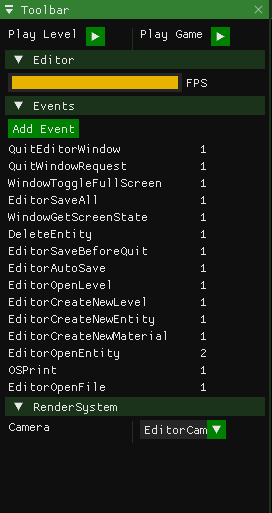 Toolbar
Play Level Play Game
Editor
FPS
Events
Add Event
QuitEditorWindow 1
QuitWindowRequest 1
WindowToggleFullScreen 1
EditorSaveAll 1
WindowGetScreenState 1
DeleteEntity 1
EditorSaveBeforeQuit 1
EditorAutoSave 1
EditorOpenLevel 1
EditorCreateNewLevel 1
EditorCreateNewEntity 1
EditorCreateNewMaterial 1
EditorOpenEntity 2
OSPrint 1
EditorOpenFile 1
RenderSystem
Camera EditorCam